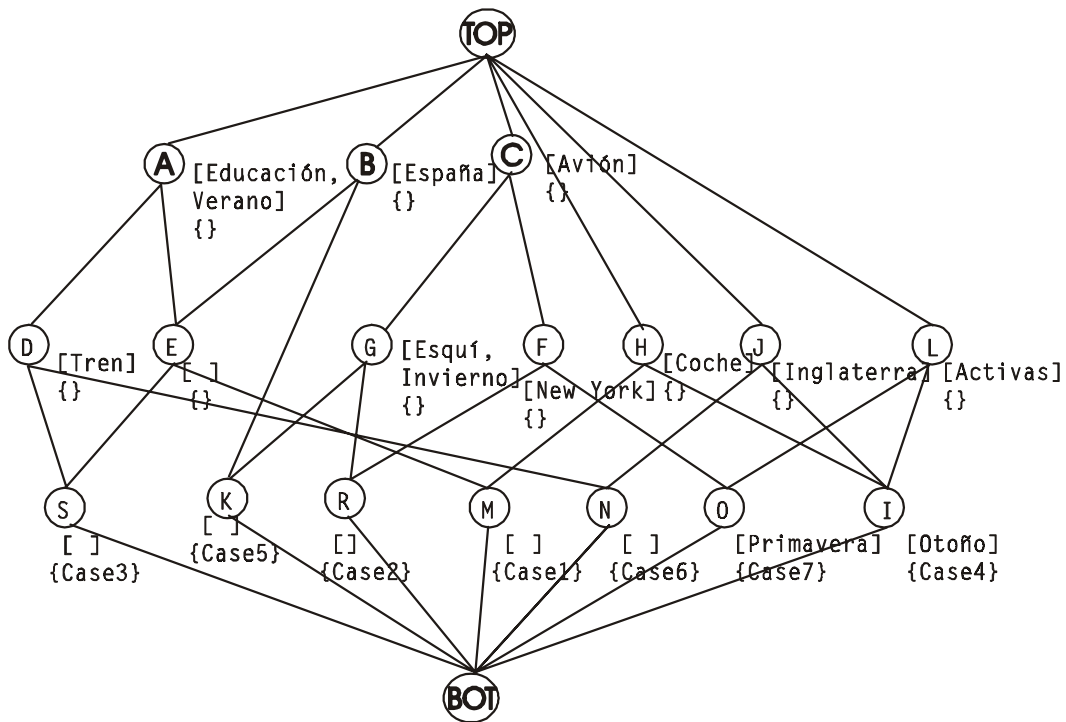 TOP
A
[Educación,
Verano]
{}
B
[España]
{}
C
[Avión]
{}
D
[Tren]
{}
E
[ ]
{}
G
[Esquí,
Invierno]
{}
F
[New York]
{}
H
[Coche]
{}
J
[Inglaterra]
{}
L
[Activas]
{}
S
[ ]
{Case3}
K
[ ]
{Case5}
R
[]
{Case2}
M
[ ]
{Case1}
N
[ ]
{Case6}
O
[Primavera]
{Case7}
I
[Otoño]
{Case4}
BOT